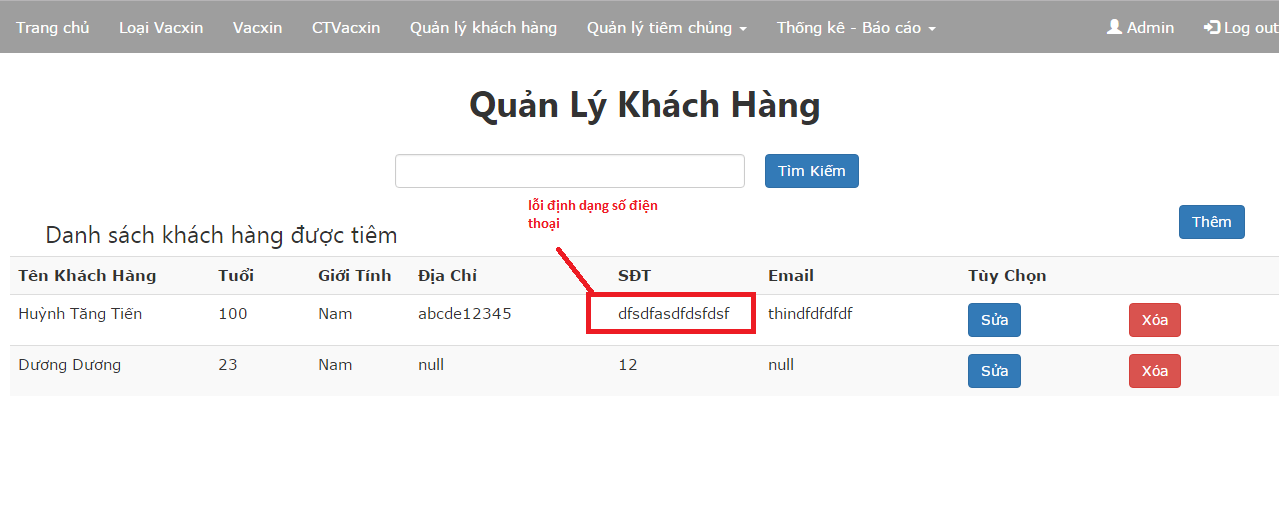 Trang chủ Loại Vacxin Vacxin CTVacxin Quản lý khách hàng Quản lý tiêm chủng Thống kê - Báo cáo Admin Log out
Quản Lý Khách Hàng
Tìm Kiếm
lỗi định dạng số điện
thoại
Thêm
Danh sách khách hàng được tiêm
Tên Khách Hàng Tuổi Giới Tính Địa Chỉ SĐT Email Tùy Chọn
Huỳnh Tăng Tiến 100 Nam abcde12345 dfsdfasdfdsfdsf thindfdfdfdf Sửa Xóa
Dương Dương 23 Nam null 12 null Sửa Xóa